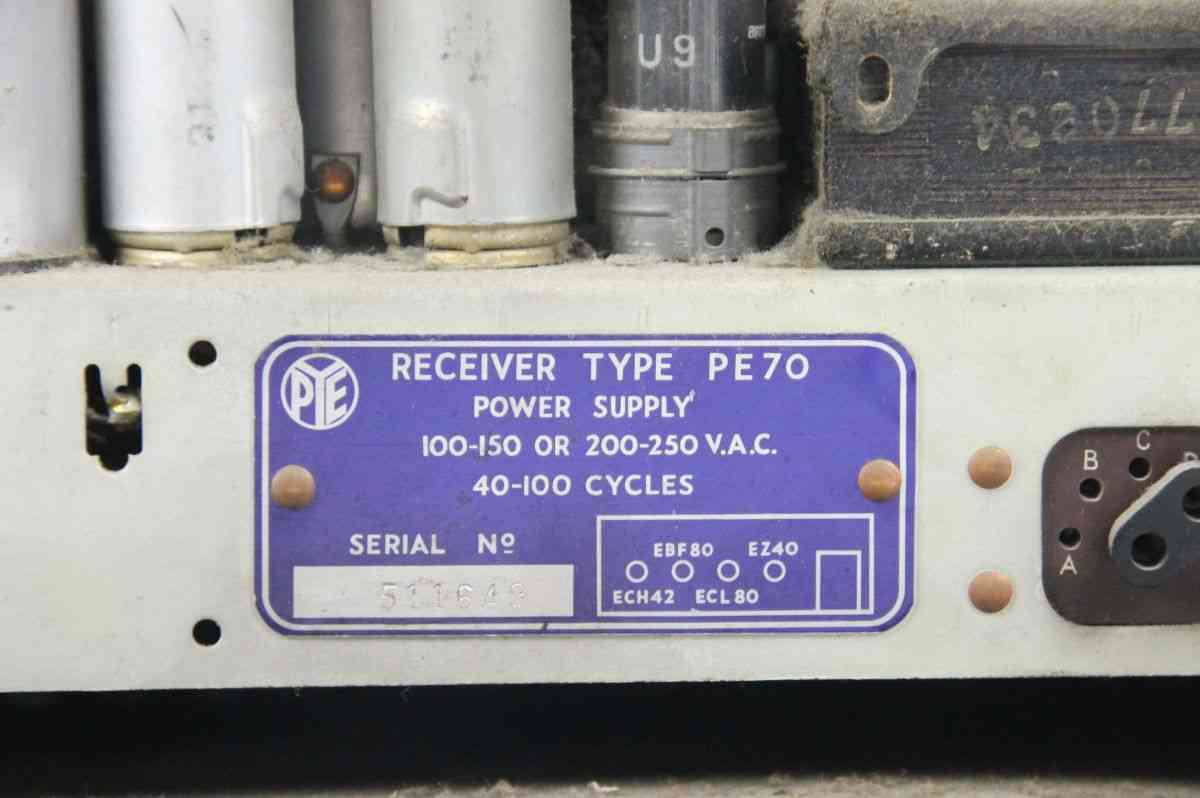 U9
770834
PYE
RECEIVER TYPE PE70
POWER SUPPLY
100-150 OR 200-250 V.A.C.
40-100 CYCLES
SERIAL Nº
EBF80 EZ40
ECH42 ECL80
B C
A